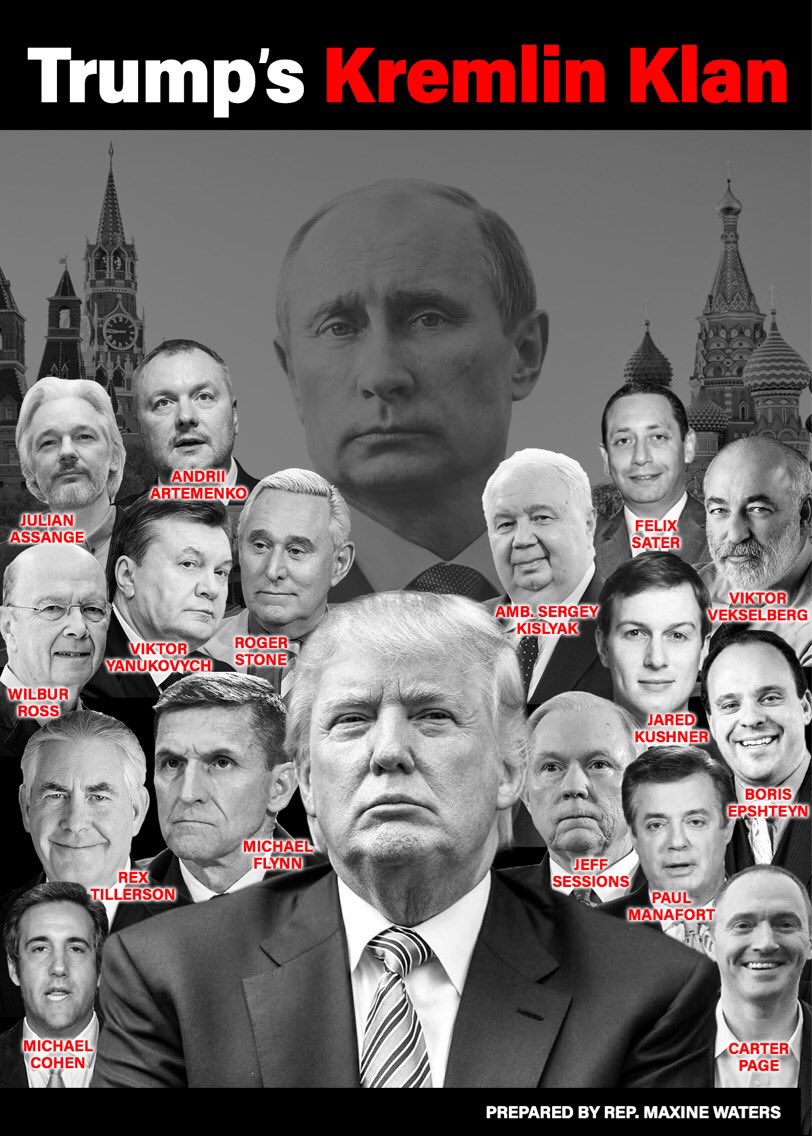 Trump's Kremlin Klan
JULIAN
ASSANGE
ANDRII
ARTEMENKO
FELIX
SATER
VIKTOR
VEKSELBERG
AMB. SERGEY
KISLYAK
VIKTOR
YANUKOVYCH
ROGER
STONE
WILBUR
ROSS
JARED
KUSHNER
BORIS
EPSHTEYN
MICHAEL
FLYNN
REX
TILLERSON
JEFF
SESSIONS
PAUL
MANAFORT
MICHAEL
COHEN
CARTER
PAGE
PREPARED BY REP. MAXINE WATERS